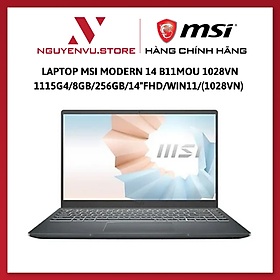 NGUYENVU.STORE
msi
HÀNG CHÍNH HÃNG
LAPTOP MSI MODERN 14 B11MOU 1028VN
1115G4/8GB/256GB/14"FHD/WIN11/(1028VN)
msi